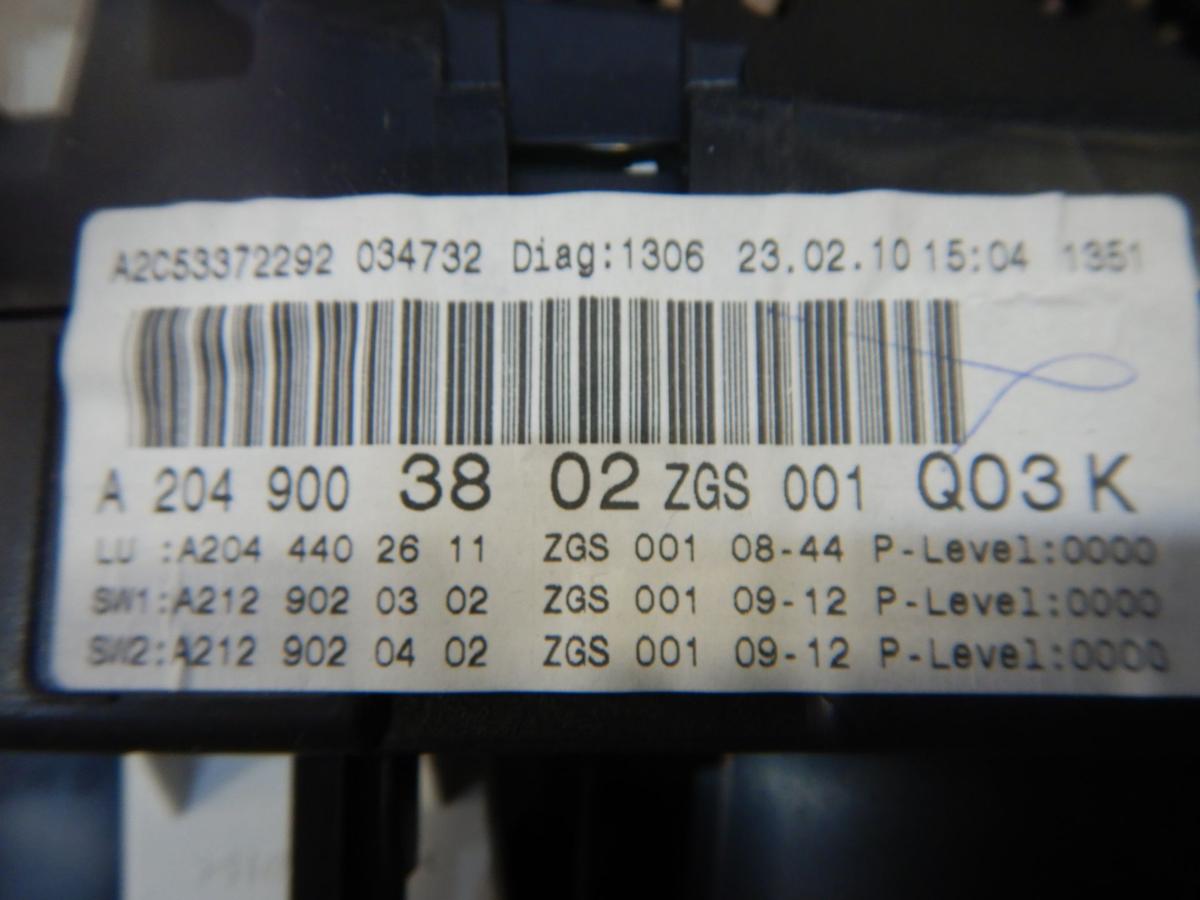 A2C53372292 034732 Diag:1306 23.02.10 15:04 1351
A 204 900 38 02 ZGS 001 Q03 K
LU :A204 440 26 11 ZGS 001 08-44 P-Level:0000
SW1:A212 902 03 02 ZGS 001 09-12 P-Level:0000
SW2:A212 902 04 02 ZGS 001 09-12 P-Level:0000